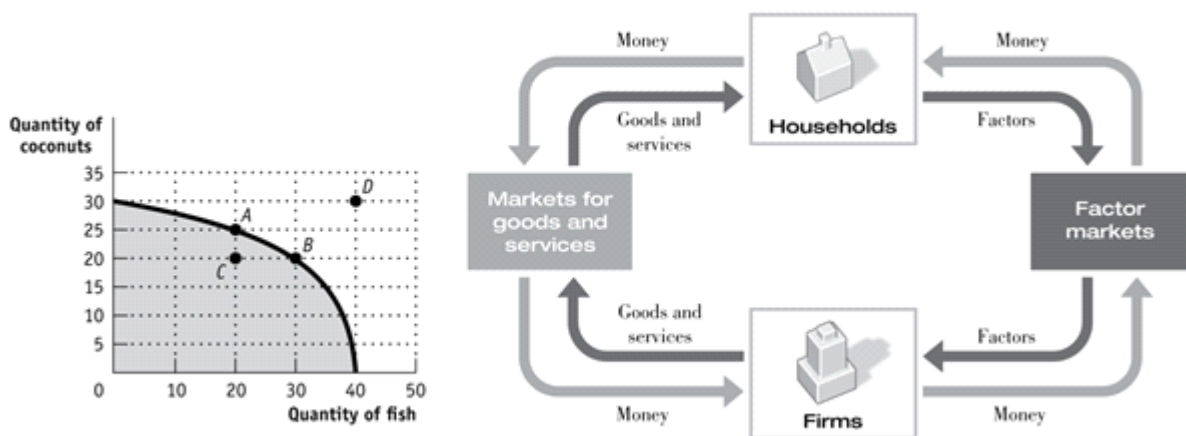 Quantity of
coconuts
35
30
25
20
15
10
5
0
10
20
30
40
50
Quantity of fish
A
B
C
D
Money
Money
Goods and
services
Factors
Households
Markets for
goods and
services
Factor
markets
Goods and
services
Factors
Money
Firms
Money